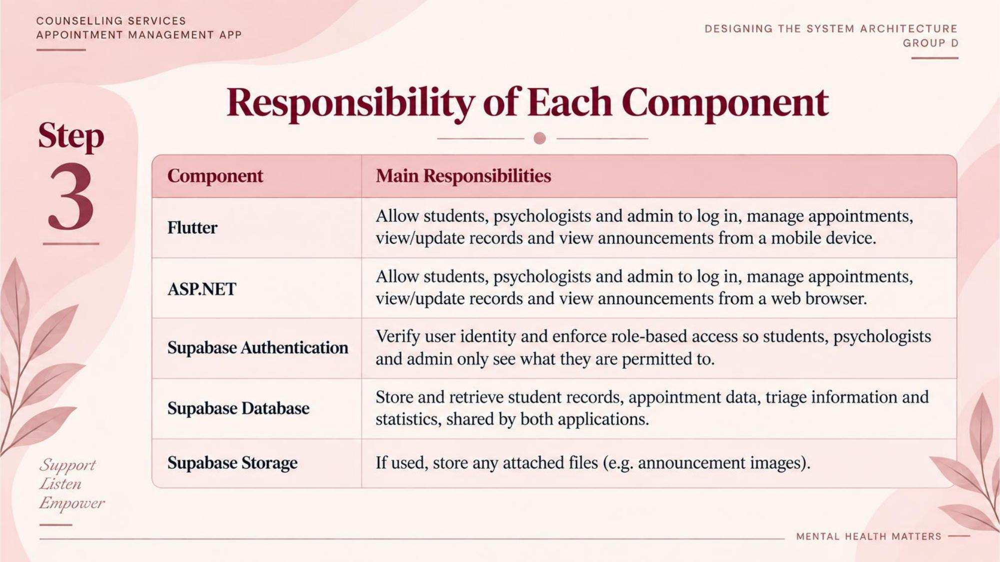 COUNSELLING SERVICES
APPOINTMENT MANAGEMENT APP
DESIGNING THE SYSTEM ARCHITECTURE
GROUP D
Step
3
Responsibility of Each Component
Component
Main Responsibilities
Flutter
Allow students, psychologists and admin to log in, manage appointments,
view/update records and view announcements from a mobile device.
ASP.NET
Allow students, psychologists and admin to log in, manage appointments,
view/update records and view announcements from a web browser.
Supabase Authentication
Verify user identity and enforce role-based access so students, psychologists
and admin only see what they are permitted to.
Supabase Database
Store and retrieve student records, appointment data, triage information and
statistics, shared by both applications.
Supabase Storage
If used, store any attached files (e.g. announcement images).
Support
Listen
Empower
MENTAL HEALTH MATTERS